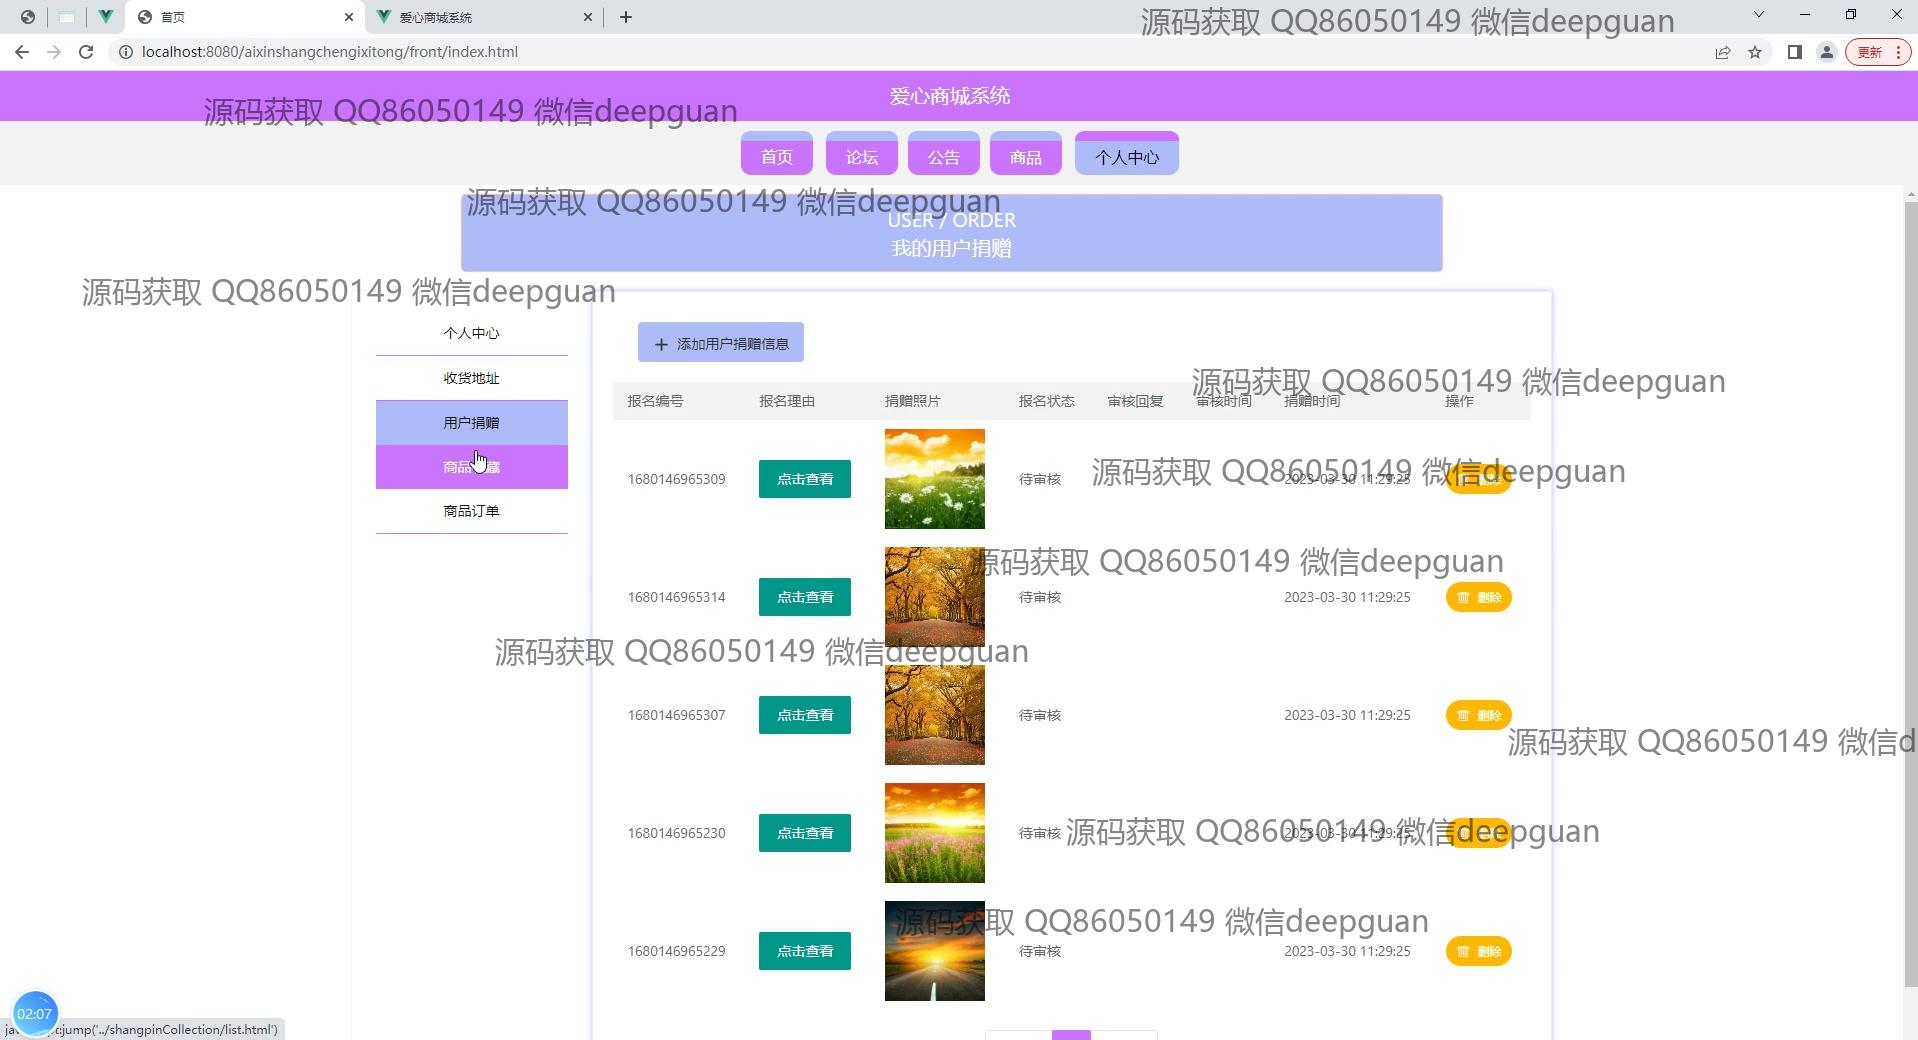 首页
爱心商城系统
源码获取 QQ86050149 微信deepguan
localhost:8080/aixinshangchengixitong/front/index.html
更新
爱心商城系统
源码获取 QQ86050149 微信deepguan
首页 论坛 公告 商品 个人中心
源码获取 QQ86050149 微信deepguan
USER / ORDER
我的用户捐赠
源码获取 QQ86050149 微信deepguan
个人中心
收货地址
用户捐赠
商品收藏
商品订单
添加用户捐赠信息
源码获取 QQ86050149 微信deepguan
报名编号 报名理由 捐赠照片 报名状态 审核回复 审核时间 捐赠时间 操作
源码获取 QQ86050149 微信deepguan
1680146965309 点击查看 待审核 2023-03-30 11:29:25 删除
源码获取 QQ86050149 微信deepguan
1680146965314 点击查看 待审核 2023-03-30 11:29:25 删除
源码获取 QQ86050149 微信deepguan
1680146965307 点击查看 待审核 2023-03-30 11:29:25 删除
源码获取 QQ86050149 微信d
1680146965230 点击查看 待审核 2023-03-30 11:29:25
源码获取 QQ86050149 微信deepguan
源码获取 QQ86050149 微信deepguan
1680146965229 点击查看 待审核 2023-03-30 11:29:25 删除
02:07
:jump('../shangpinCollection/list.html')